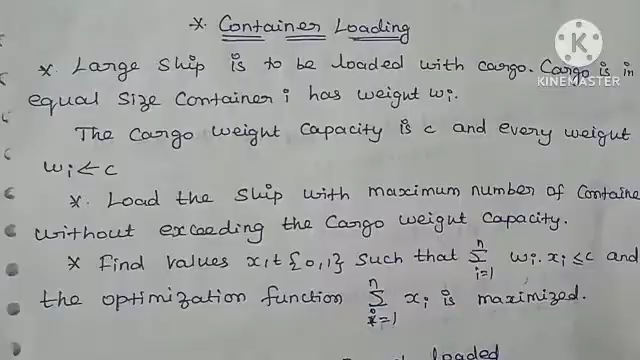 * Container Loading
* Large ship is to be loaded with cargo. Cargo is in
equal size container i has weight wi.
The cargo weight capacity is c and every weight
wi ≤ c
* Load the ship with maximum number of Containe
without exceeding the Cargo weight capacity.
* Find values x, t {0,1} such that n∑i=1 wi.xi ≤ c and
the optimization function n∑i=1 xi is maximized.
loaded
K
KINEMASTER